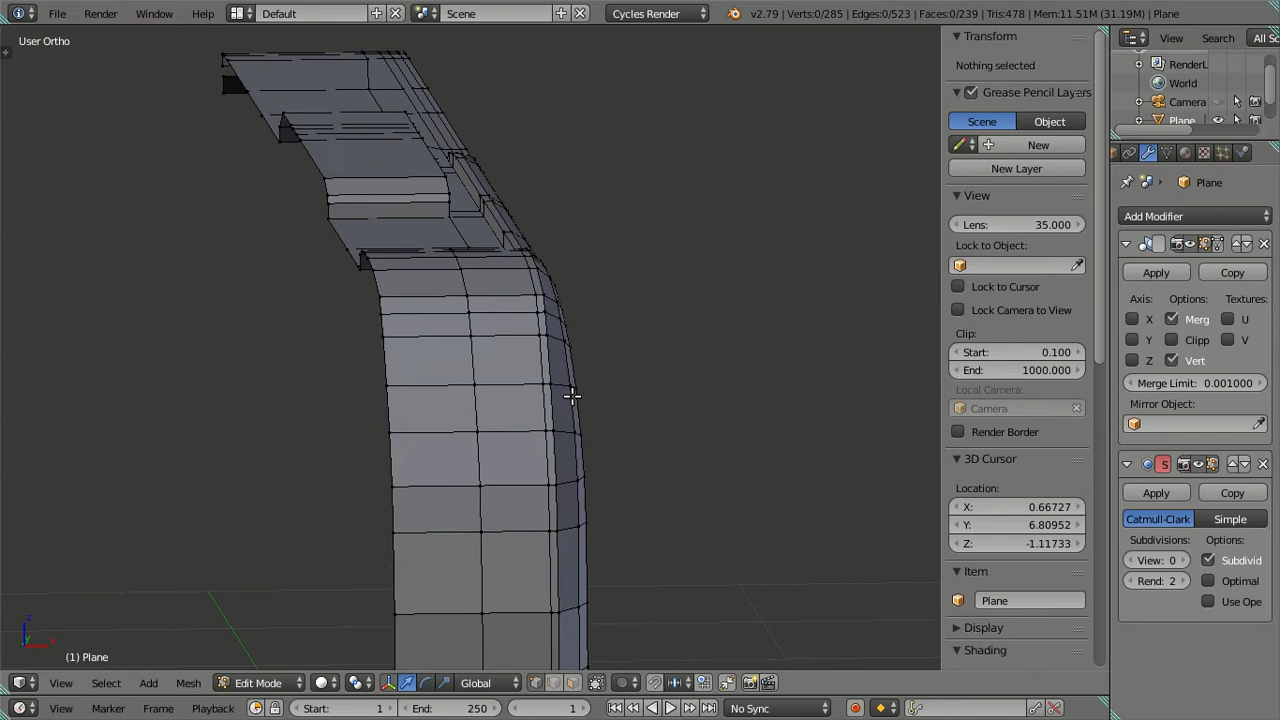 File Render Window Help Default Scene Cycles Render v2.79 | Verts:0/285 | Edges:0/523 | Faces:0/239 | Tris:478 | Mem:11.51M (31.19M) | Plane
User Ortho
Transform
Nothing selected
Grease Pencil Layers
Scene Object
New
New Layer
View
Lens: 35.000
Lock to Object:
Lock to Cursor
Lock Camera to View
Clip:
Start: 0.100
End: 1000.000
Local Camera:
Camera
Render Border
3D Cursor
Location:
X: 0.66727
Y: 6.80952
Z: -1.11733
Item
Plane
Display
Shading
View Search All Sc
RenderL
World
Camera
Plane
Plane
Add Modifier
Apply Copy
Axis: Options: Textures:
X Merg U
Y Clipp V
Z Vert
Merge Limit: 0.001000
Mirror Object:
S
Apply Copy
Catmull-Clark Simple
Subdivisions: Options:
View: 0 Subdivid
Rend: 2 Optimal
Use Ope
z
y x
(1) Plane
View Select Add Mesh Edit Mode Global
View Marker Frame Playback Start: 1 End: 250 1 No Sync